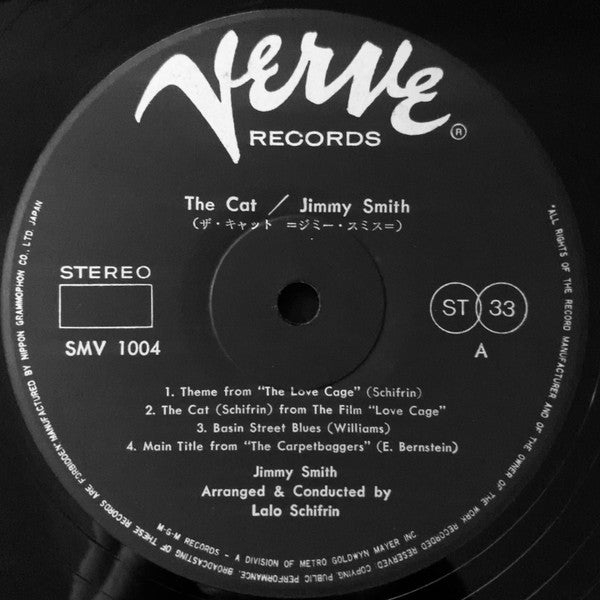 Verve
RECORDS ®
The Cat / Jimmy Smith
(ザ・キャット =ジミー・スミス=)
STEREO
SMV 1004
ST 33
A
1. Theme from "The Love Cage" (Schifrin)
2. The Cat (Schifrin) from The Film "Love Cage"
3. Basin Street Blues (Williams)
4. Main Title from "The Carpetbaggers" (E. Bernstein)
Jimmy Smith
Arranged & Conducted by
Lalo Schifrin
M-G-M RECORDS - A DIVISION OF METRO GOLDWYN MAYER INC
MANUFACTURED BY NIPPON GRAMMOPHON CO., LTD JAPAN
"ALL RIGHTS OF THE RECORD MANUFACTURER AND OF THE OWNER OF THE WORK REPRODUCED RESERVED. COPYING PUBLIC PERFORMANCE, BROADCASTING OF THESE RECORDS ARE FORBIDDEN"